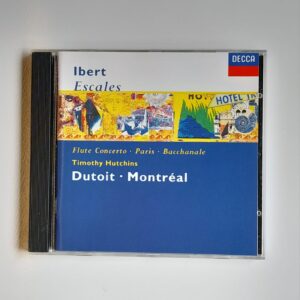 DECCA
Ibert
Escales
HOTEL
Flute Concerto · Paris · Bacchanale
Timothy Hutchins
Dutoit · Montréal